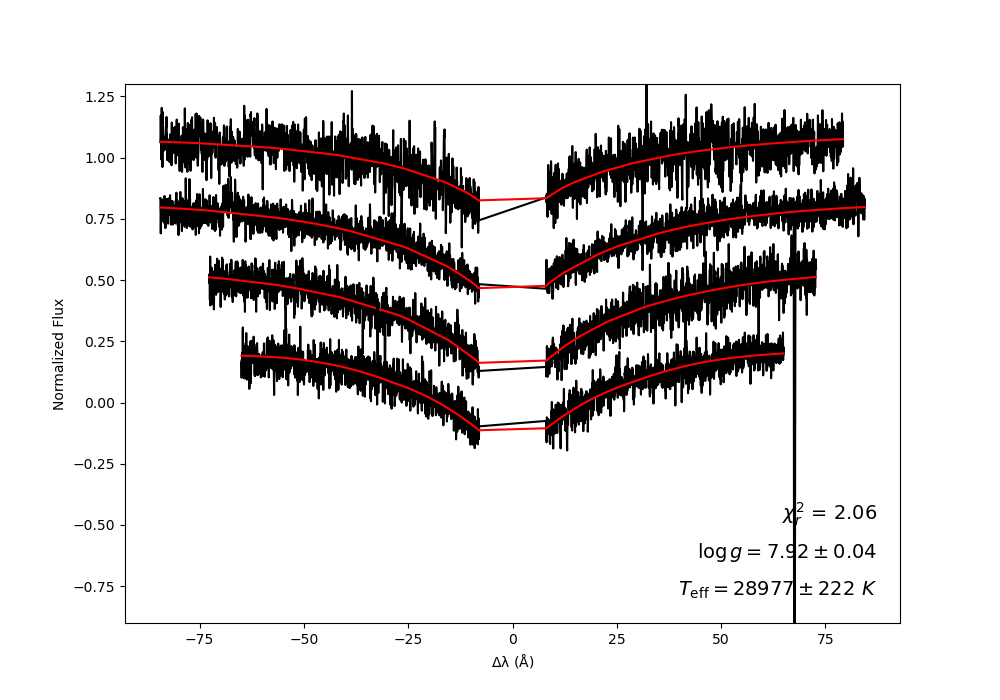 1.25
1.00
0.75
0.50
0.25
0.00
−0.25
−0.50
−0.75
Normalized Flux
χ²ᵣ = 2.06
log g = 7.92 ± 0.04
T_eff = 28977 ± 222 K
−75 −50 −25 0 25 50 75
Δλ (Å)